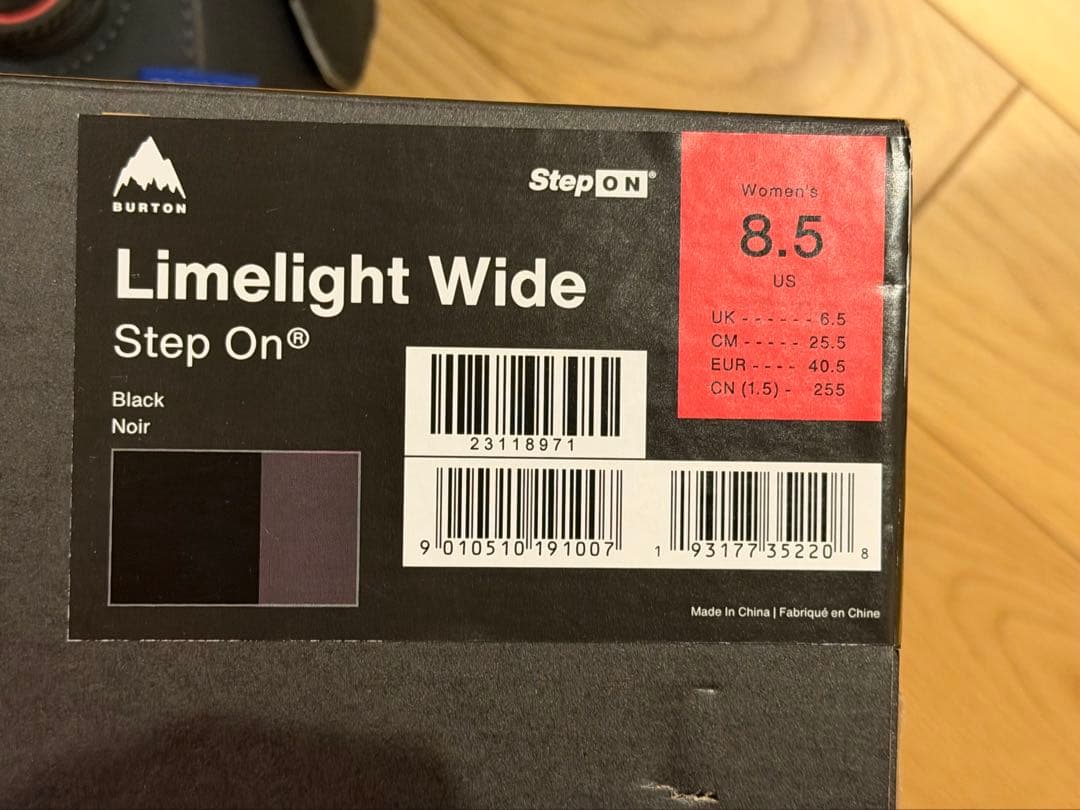 BURTON
StepON®
Limelight Wide
Step On®
Black
Noir
Women's
8.5
US
UK - - - - - - 6.5
CM - - - - - 25.5
EUR - - - - 40.5
CN (1.5) - 255
23118971
9 010510 191007
1 93177 35220 8
Made In China | Fabriqué en Chine